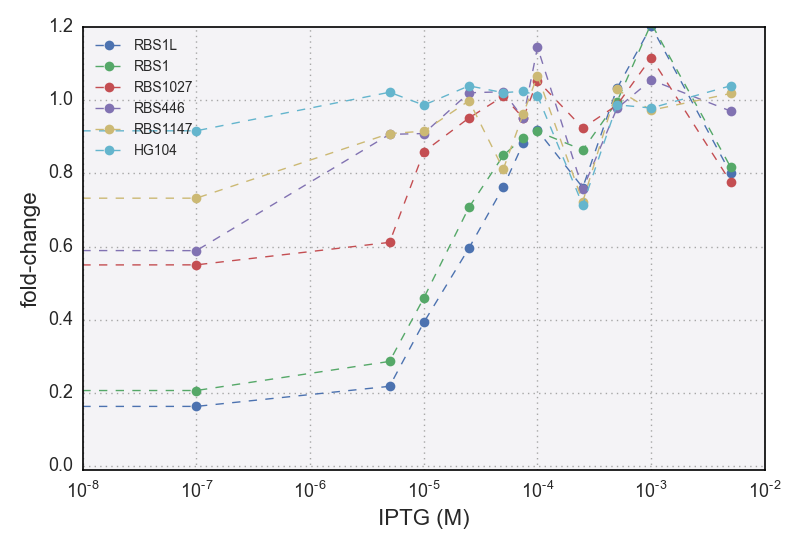 1.2
1.0
0.8
0.6
0.4
0.2
0.0
fold-change
RBS1L
RBS1
RBS1027
RBS446
RBS1147
HG104
10-8 10-7 10-6 10-5 10-4 10-3 10-2
IPTG (M)